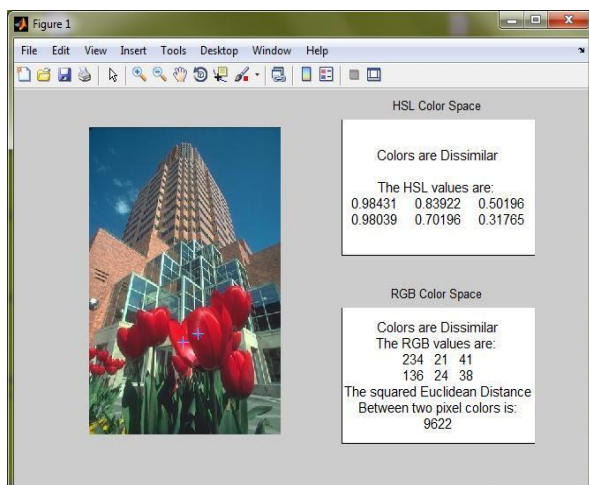 Figure 1
File Edit View Insert Tools Desktop Window Help
HSL Color Space
Colors are Dissimilar
The HSL values are:
0.98431 0.83922 0.50196
0.98039 0.70196 0.31765
RGB Color Space
Colors are Dissimilar
The RGB values are:
234 21 41
136 24 38
The squared Euclidean Distance
Between two pixel colors is:
9622